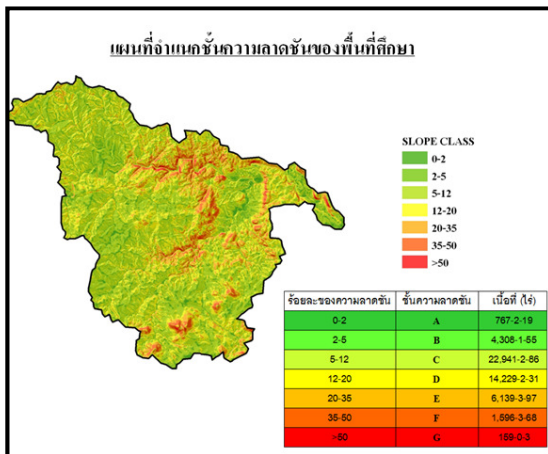 แผนที่จำแนกชั้นความลาดชันของพื้นที่ศึกษา
SLOPE CLASS
0-2
2-5
5-12
12-20
20-35
35-50
>50
ร้อยละของความลาดชัน ชั้นความลาดชัน เนื้อที่ (ไร่)
0-2 A 767-2-19
2-5 B 4,308-1-55
5-12 C 22,941-2-86
12-20 D 14,229-2-31
20-35 E 6,139-3-97
35-50 F 1,596-3-68
>50 G 159-0-3